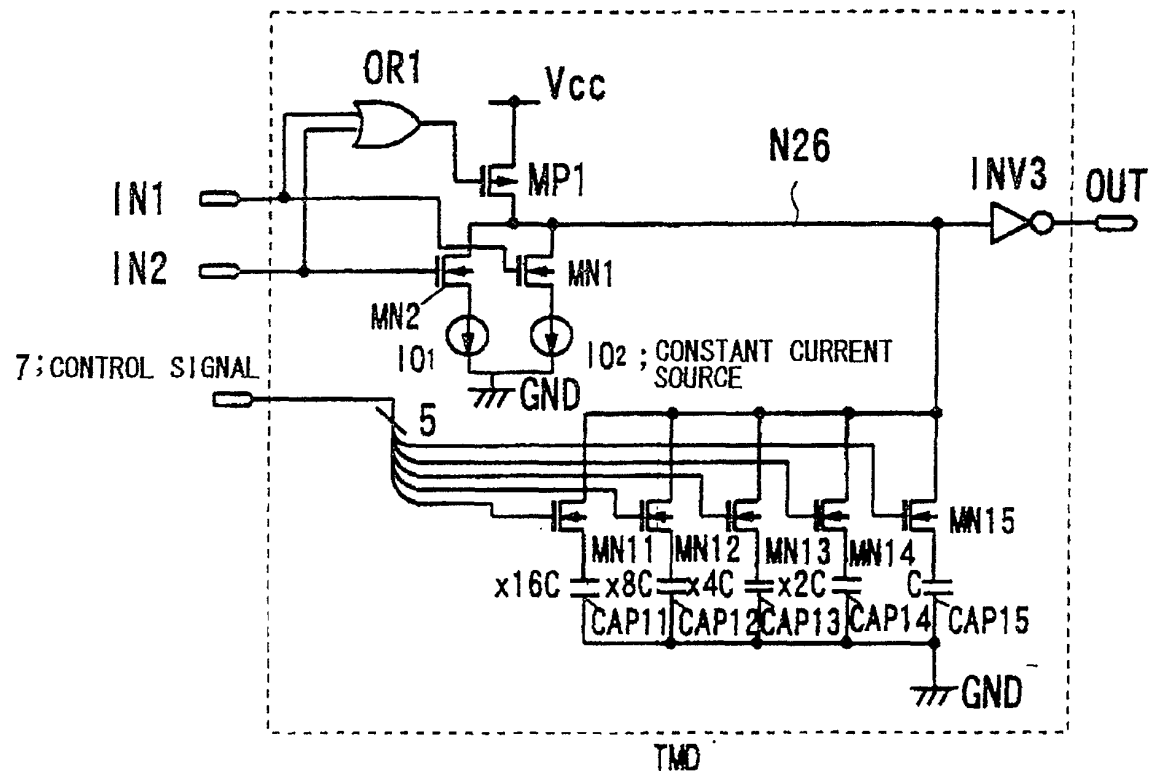 OR1
Vcc
N26
INV3
OUT
MP1
IN1
IN2
MN1
MN2
IO1
IO2 ; CONSTANT CURRENT
SOURCE
7;CONTROL SIGNAL
GND
5
MN11
MN12
MN13
MN14
MN15
x16C
x8C
x4C
x2C
C
CAP11
CAP12
CAP13
CAP14
CAP15
GND
TMD